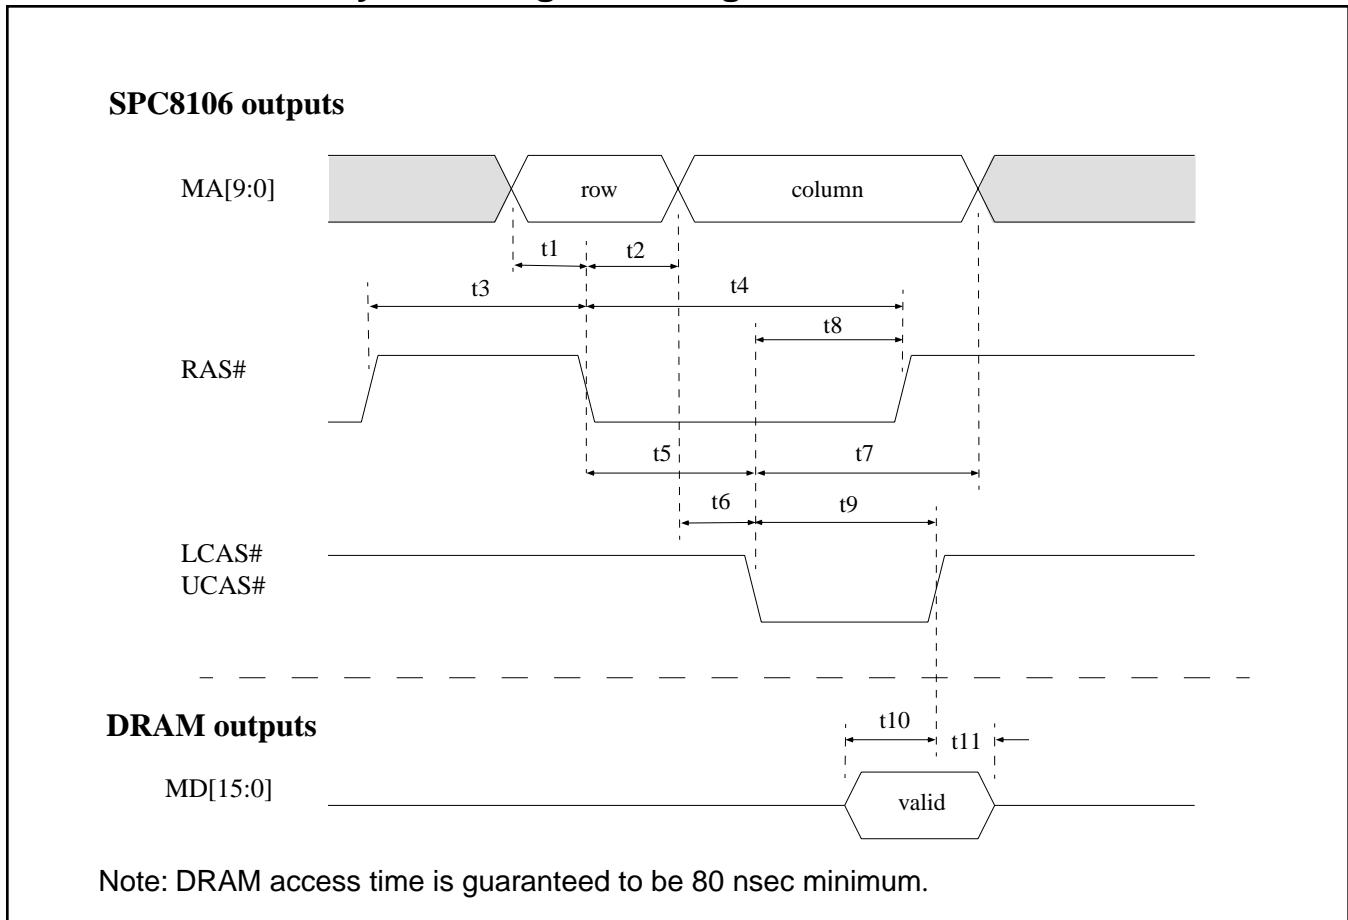 SPC8106 outputs
MA[9:0]
row
column
t1
t2
t3
t4
t8
RAS#
t5
t7
t6
t9
LCAS#
UCAS#
DRAM outputs
t10
t11
MD[15:0]
valid
Note: DRAM access time is guaranteed to be 80 nsec minimum.